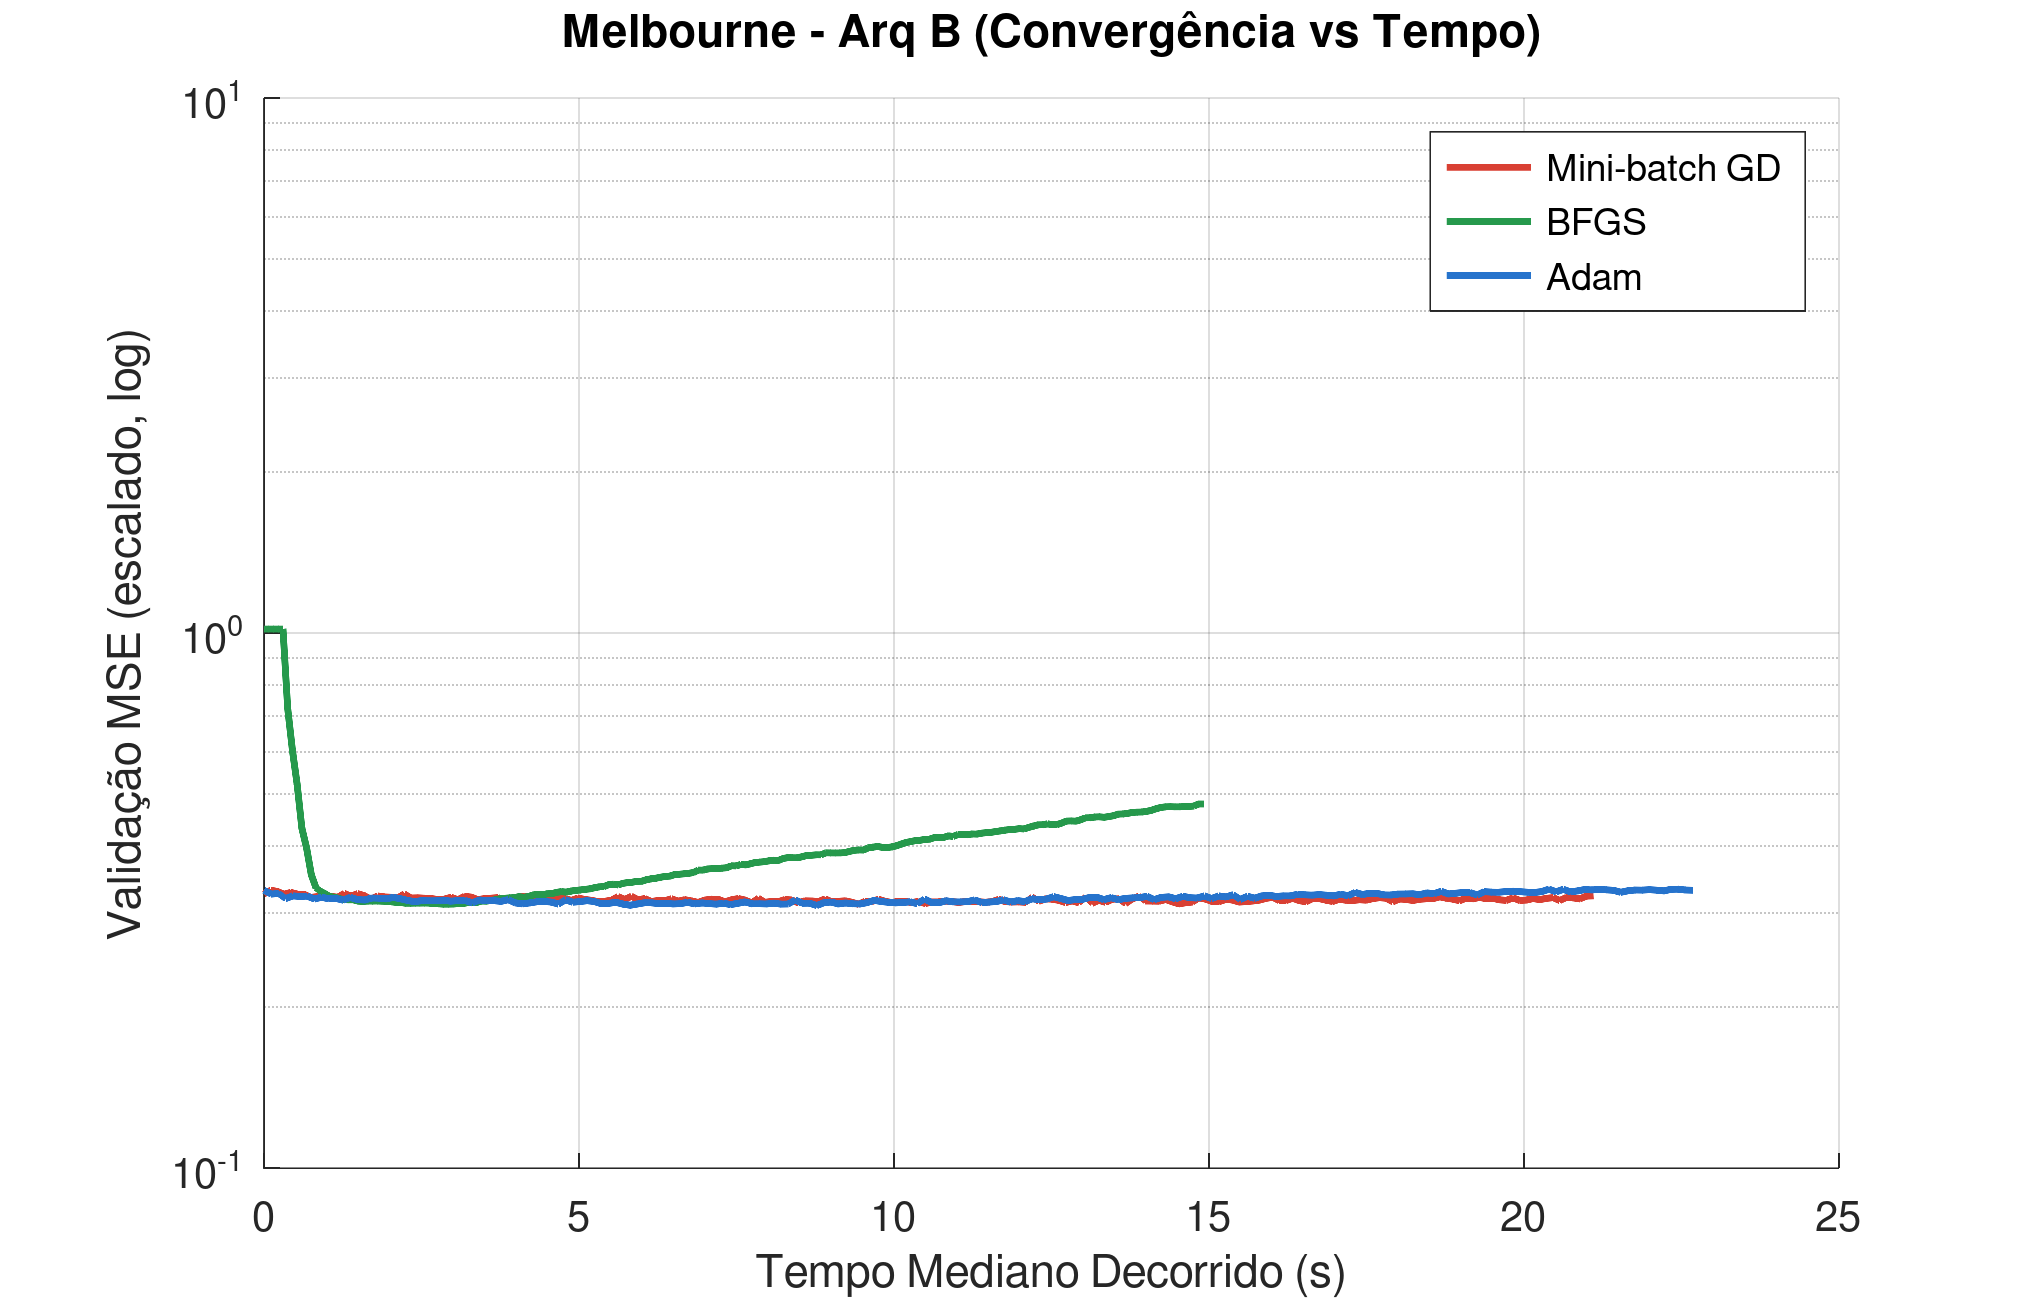 Melbourne - Arq B (Convergência vs Tempo)
10^1
Mini-batch GD
BFGS
Adam
10^0
10^-1
Validação MSE (escalado, log)
0 5 10 15 20 25
Tempo Mediano Decorrido (s)